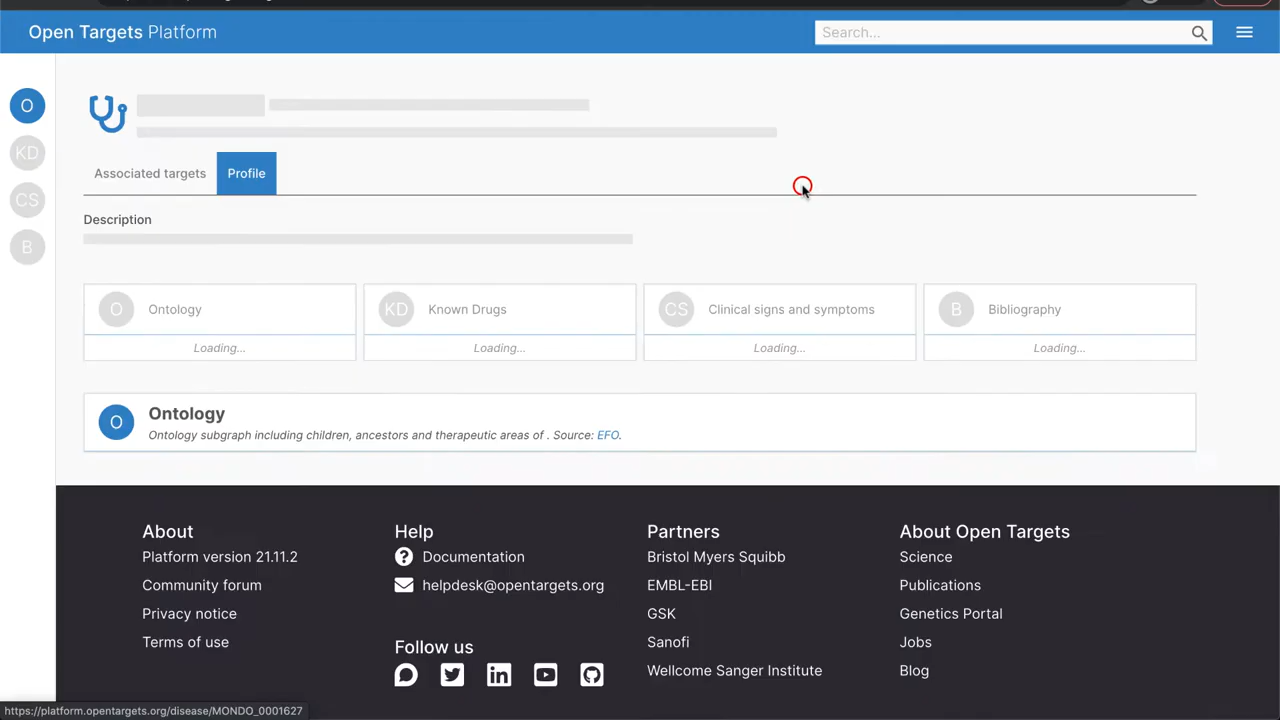 Open Targets Platform
Search...
O
KD
CS
B
Associated targets
Profile
Description
O Ontology
Loading...
KD Known Drugs
Loading...
CS Clinical signs and symptoms
Loading...
B Bibliography
Loading...
O Ontology
Ontology subgraph including children, ancestors and therapeutic areas of . Source: EFO.
About
Platform version 21.11.2
Community forum
Privacy notice
Terms of use
Help
Documentation
helpdesk@opentargets.org
Follow us
Partners
Bristol Myers Squibb
EMBL-EBI
GSK
Sanofi
Wellcome Sanger Institute
About Open Targets
Science
Publications
Genetics Portal
Jobs
Blog
https://platform.opentargets.org/disease/MONDO_0001627